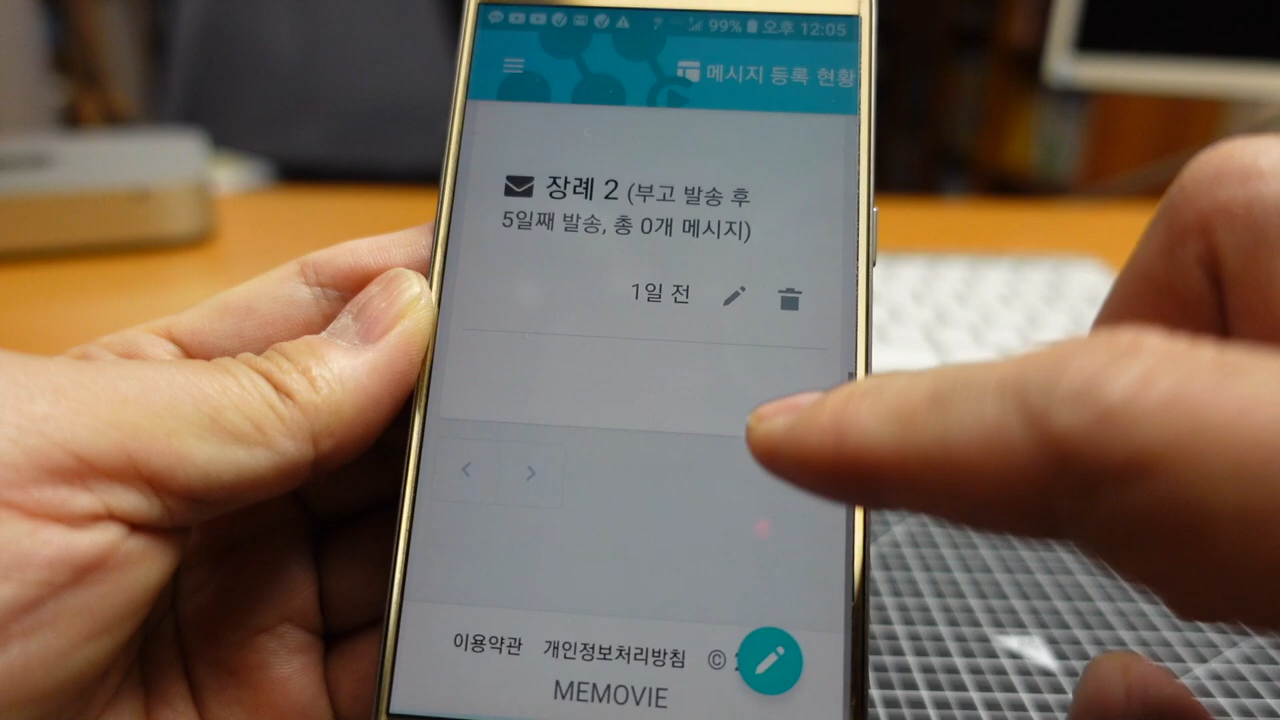 99% 오후 12:05
메시지 등록 현황
장례 2 (부고 발송 후
5일째 발송, 총 0개 메시지)
1일 전
이용약관 개인정보처리방침 ©
MEMOVIE